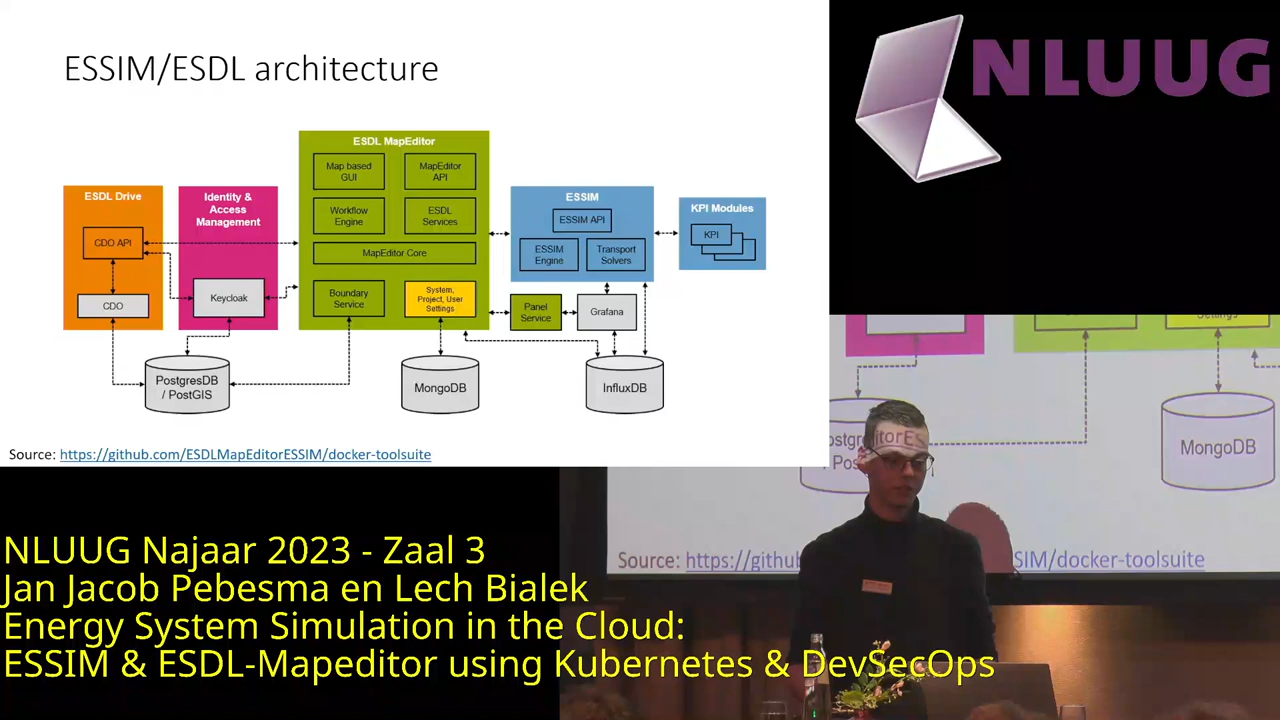 ESSIM/ESDL architecture
ESDL Drive
CDO API
CDO
Identity &
Access
Management
Keycloak
ESDL MapEditor
Map based
GUI
MapEditor
API
Workflow
Engine
ESDL
Services
MapEditor Core
Boundary
Service
System,
Project, User
Settings
Panel
Service
ESSIM
ESSIM API
ESSIM
Engine
Transport
Solvers
Grafana
KPI Modules
KPI
PostgresDB
/ PostGIS
MongoDB
InfluxDB
Source: https://github.com/ESDLMapEditorESSIM/docker-toolsuite
NLUUG
MongoDB
Source: https://githu
SIM/docker-toolsuite
NLUUG Najaar 2023 - Zaal 3
Jan Jacob Pebesma en Lech Bialek
Energy System Simulation in the Cloud:
ESSIM & ESDL-Mapeditor using Kubernetes & DevSecOps